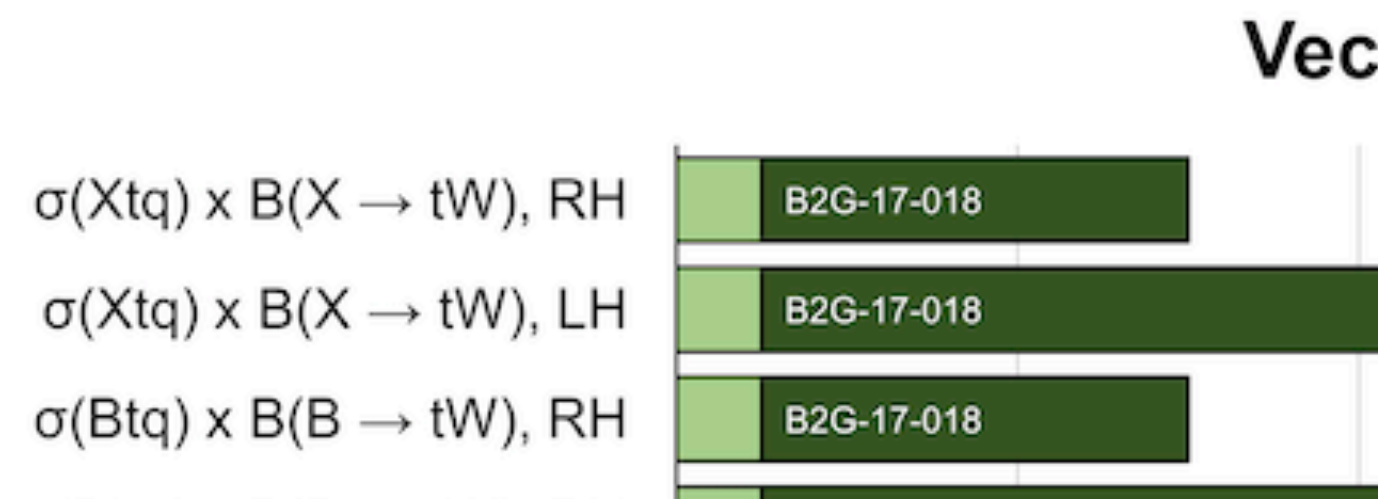 Vec
σ(Xtq) x B(X → tW), RH
B2G-17-018
σ(Xtq) x B(X → tW), LH
B2G-17-018
σ(Btq) x B(B → tW), RH
B2G-17-018